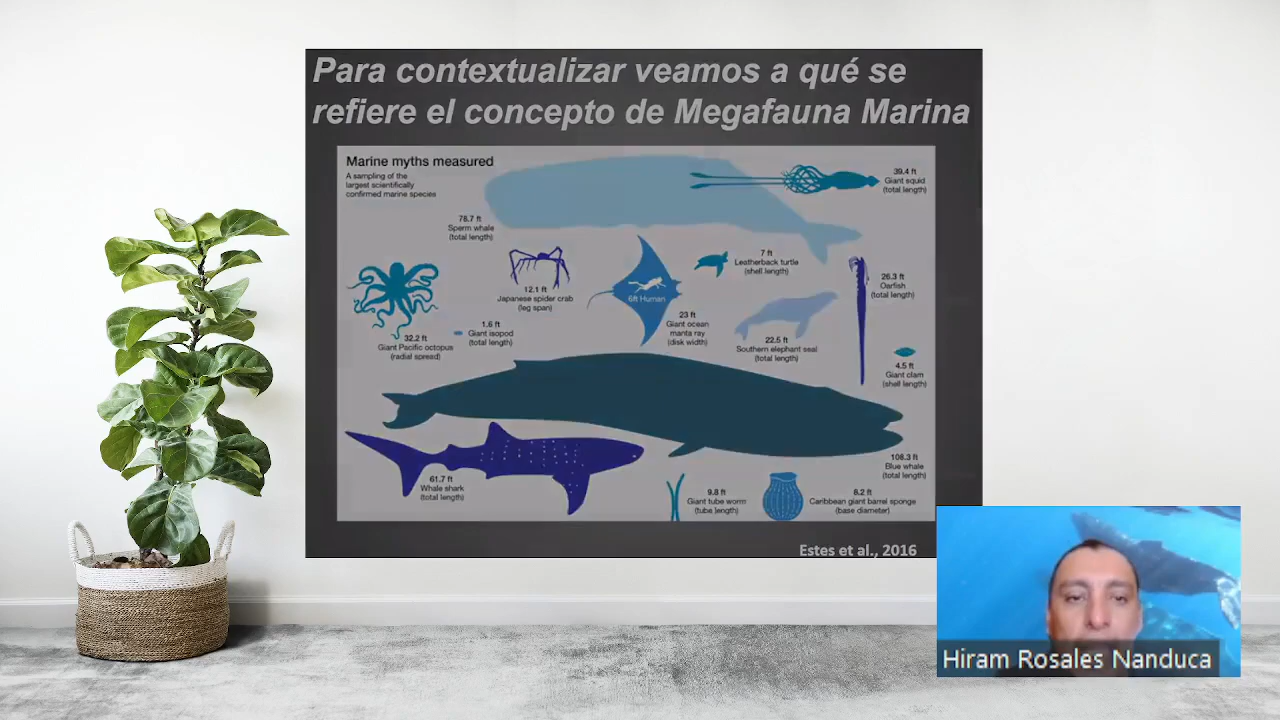 Para contextualizar veamos a qué se
refiere el concepto de Megafauna Marina
Marine myths measured
A sampling of the
largest scientifically
confirmed marine species
39.4 ft
Giant squid
(total length)
78.7 ft
Sperm whale
(total length)
7 ft
Leatherback turtle
(shell length)
12.1 ft
Japanese spider crab
(leg span)
6ft Human
26.3 ft
Oarfish
(total length)
32.2 ft
Giant Pacific octopus
(radial spread)
1.6 ft
Giant isopod
(total length)
23 ft
Giant ocean
manta ray
(disk width)
22.5 ft
Southern elephant seal
(total length)
4.5 ft
Giant clam
(shell length)
108.3 ft
Blue whale
(total length)
61.7 ft
Whale shark
(total length)
9.8 ft
Giant tube worm
(tube length)
8.2 ft
Caribbean giant barrel sponge
(base diameter)
Estes et al., 2016
Hiram Rosales Nanduca